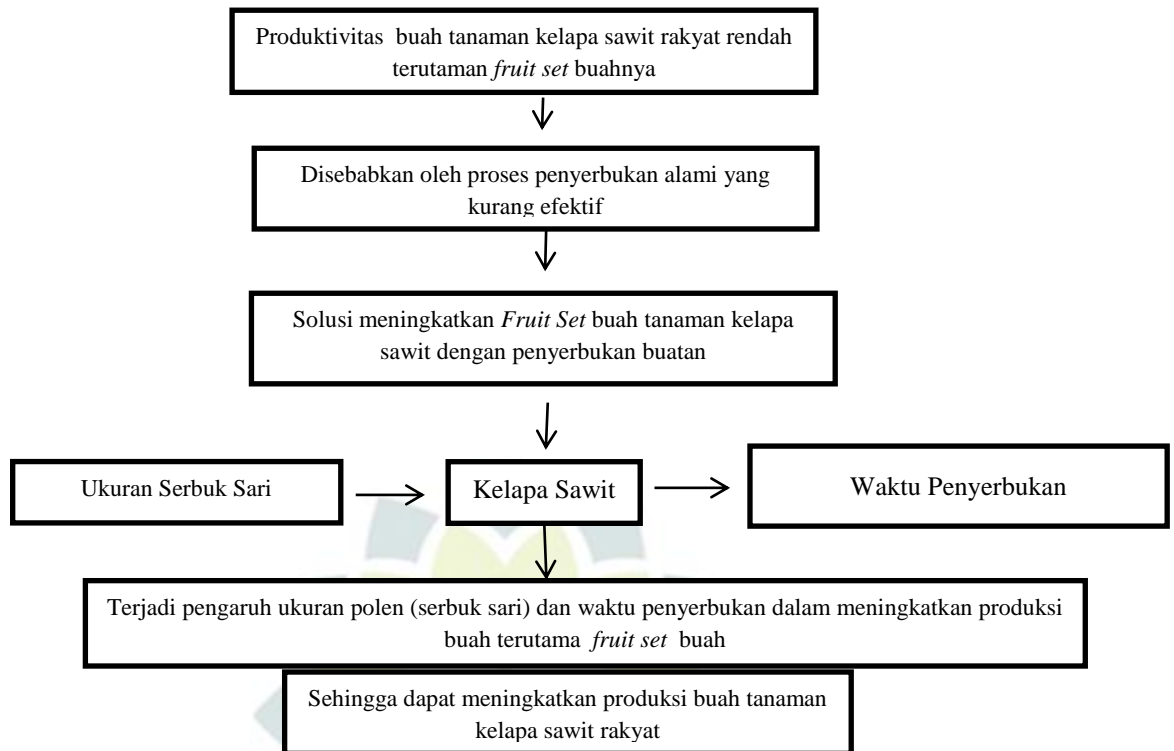 Produktivitas buah tanaman kelapa sawit rakyat rendah
terutaman fruit set buahnya
Disebabkan oleh proses penyerbukan alami yang
kurang efektif
Solusi meningkatkan Fruit Set buah tanaman kelapa
sawit dengan penyerbukan buatan
Ukuran Serbuk Sari
Kelapa Sawit
Waktu Penyerbukan
Terjadi pengaruh ukuran polen (serbuk sari) dan waktu penyerbukan dalam meningkatkan produksi
buah terutama fruit set buah
Sehingga dapat meningkatkan produksi buah tanaman
kelapa sawit rakyat